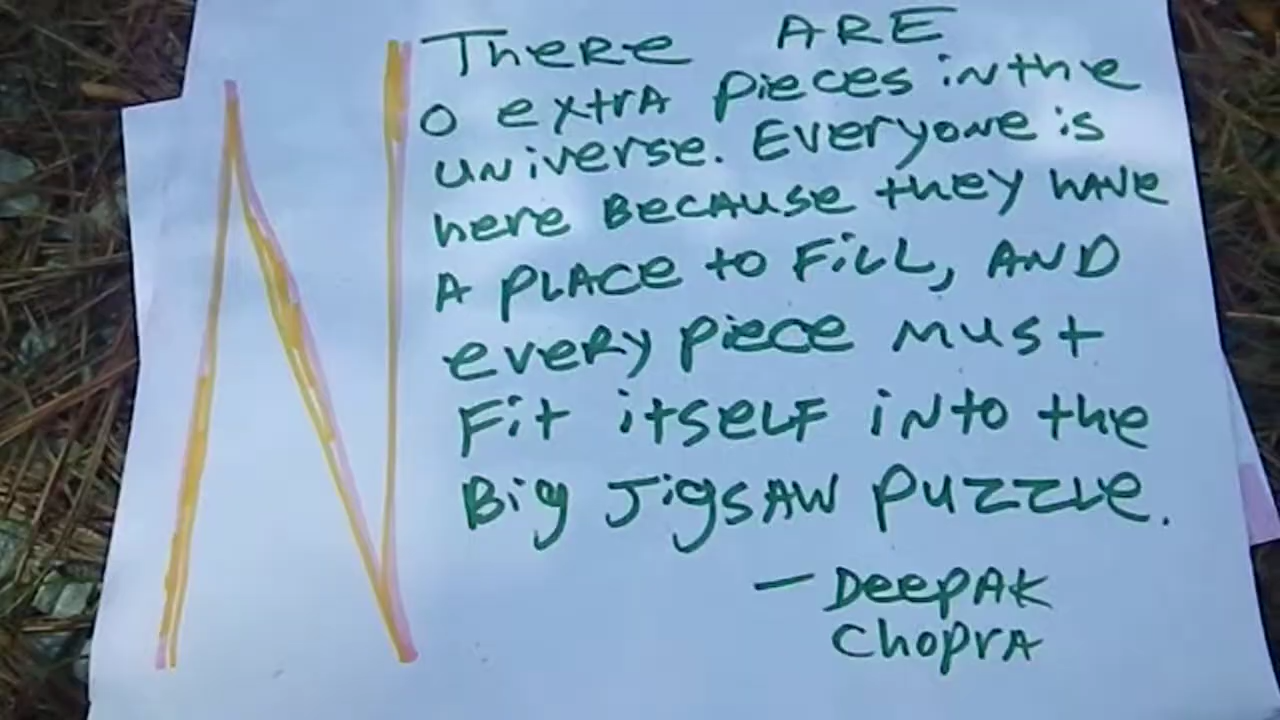 There ARE
N o extra pieces in the
universe. Everyone is
here Because they have
A place to Fill, AND
every piece must
Fit itself into the
Big Jigsaw puzzle.
— Deepak
Chopra